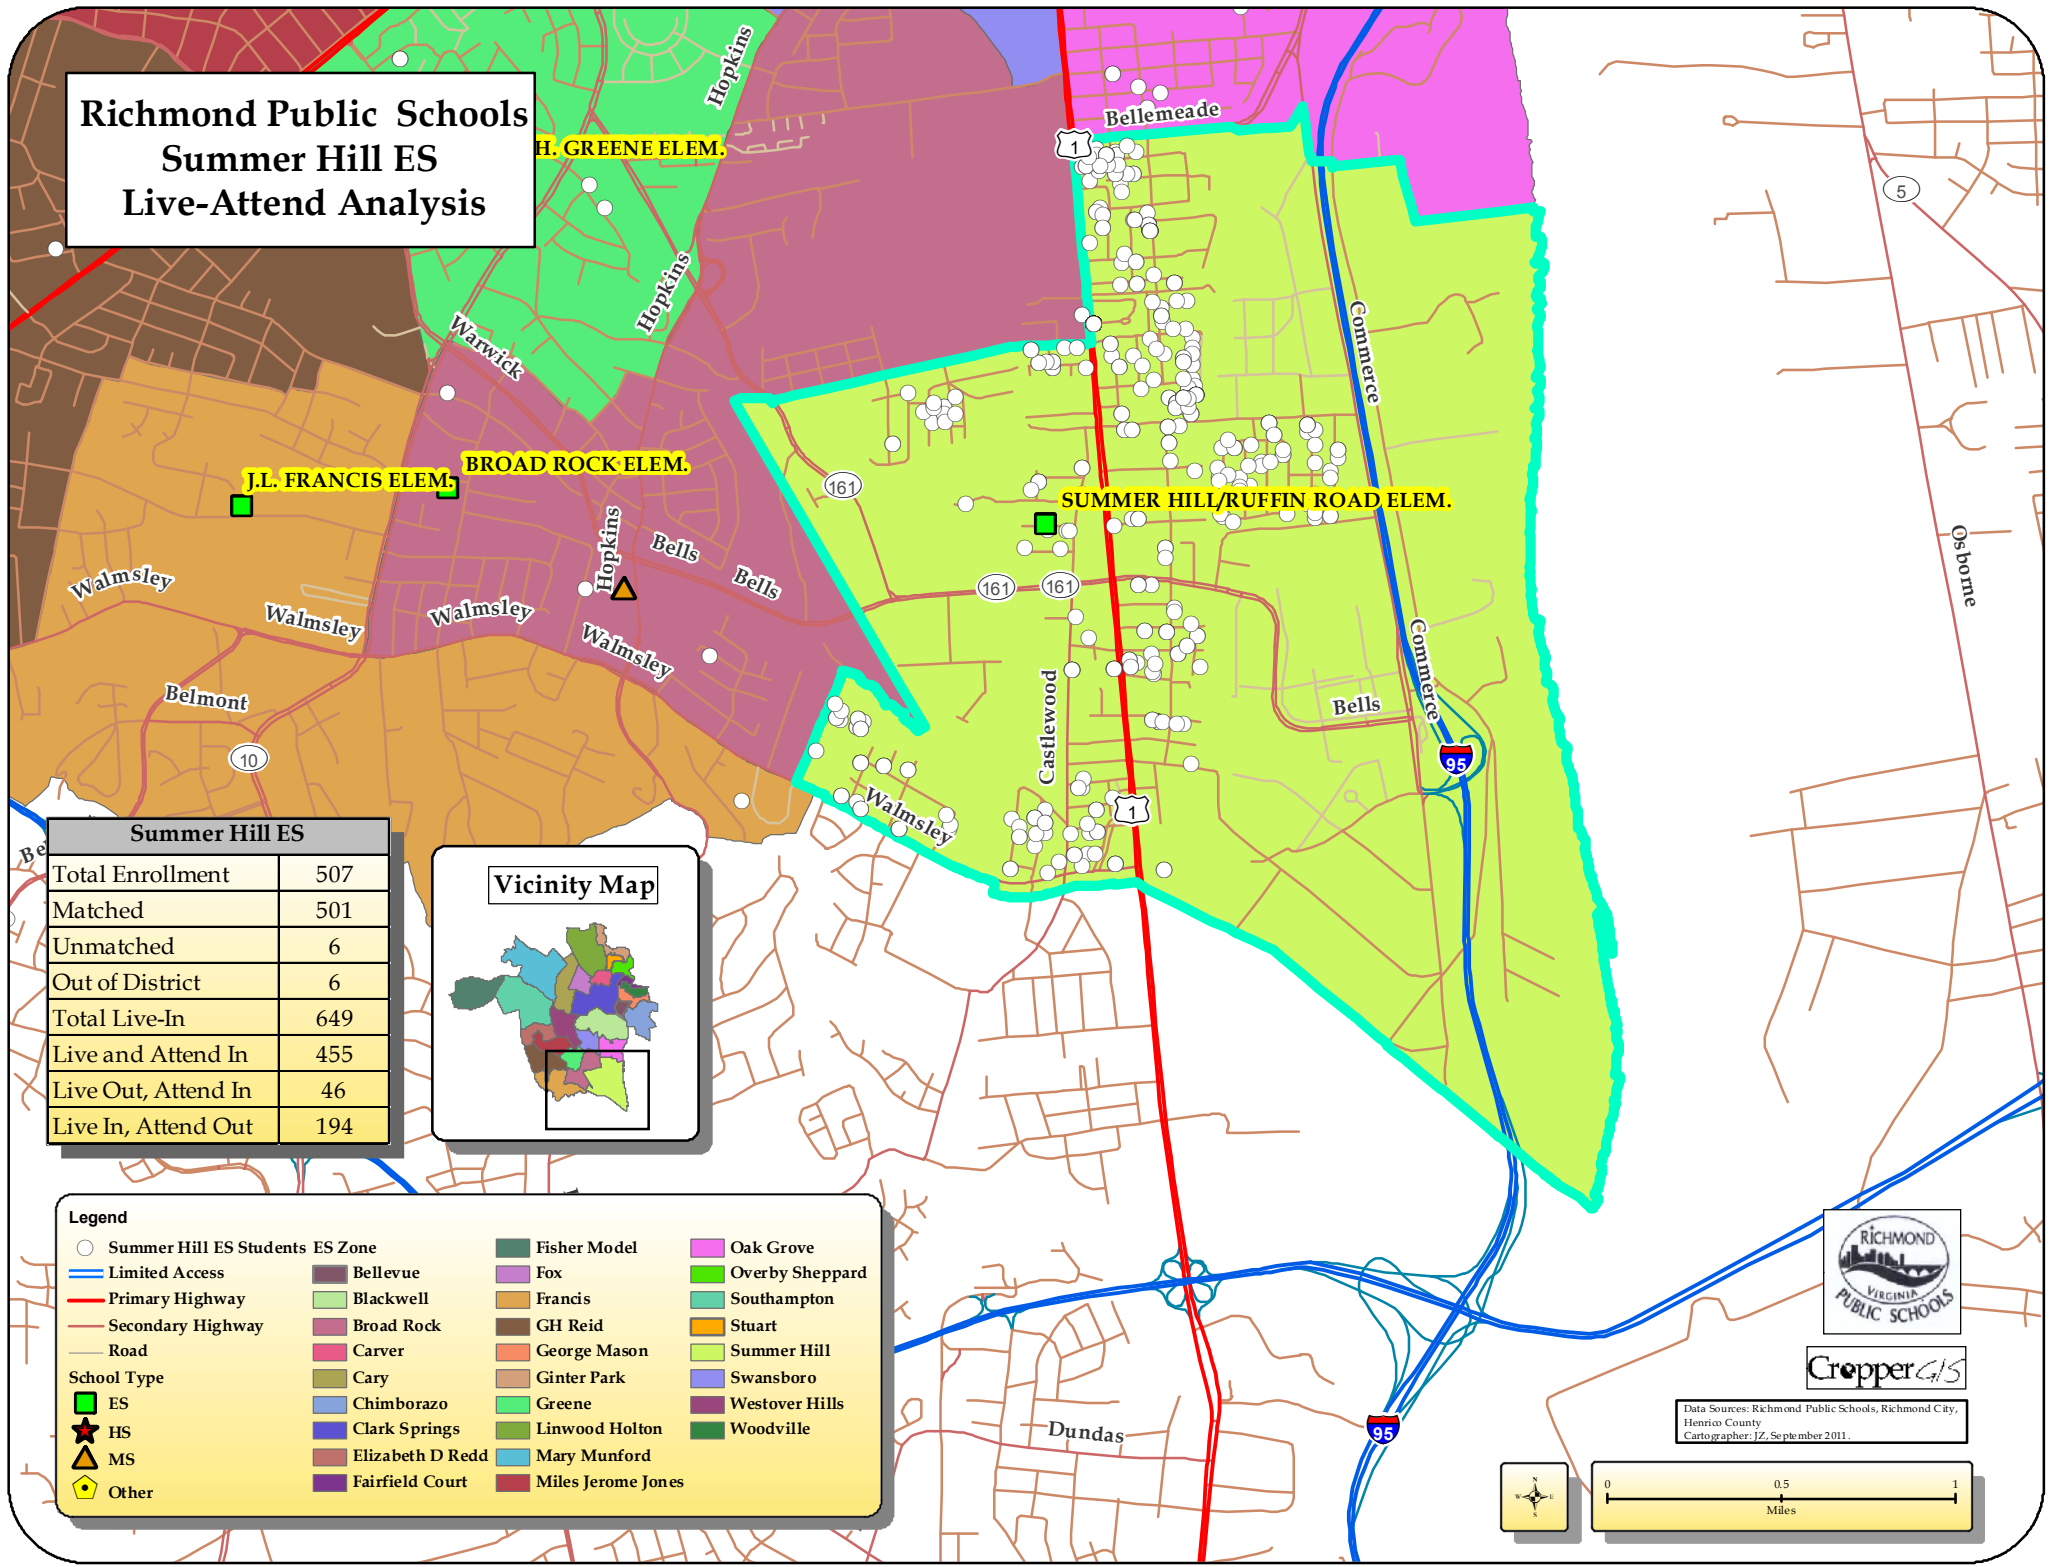 Richmond Public Schools
Summer Hill ES
Live-Attend Analysis
H. GREENE ELEM.
Hopkins
Bellemeade
1
5
Hopkins
Warwick
Commerce
J.L. FRANCIS ELEM.
BROAD ROCK ELEM.
161
SUMMER HILL/RUFFIN ROAD ELEM.
Hopkins
Bells
Bells
161
161
Osborne
Walmsley
Walmsley
Walmsley
Walmsley
Commerce
Belmont
Castlewood
Bells
10
95
Walmsley
1
Summer Hill ES
Total Enrollment 507
Matched 501
Unmatched 6
Out of District 6
Total Live-In 649
Live and Attend In 455
Live Out, Attend In 46
Live In, Attend Out 194
Vicinity Map
Legend
Summer Hill ES Students
Limited Access
Primary Highway
Secondary Highway
Road
School Type
ES
HS
MS
Other
ES Zone
Bellevue
Blackwell
Broad Rock
Carver
Cary
Chimborazo
Clark Springs
Elizabeth D Redd
Fairfield Court
Fisher Model
Fox
Francis
GH Reid
George Mason
Ginter Park
Greene
Linwood Holton
Mary Munford
Miles Jerome Jones
Oak Grove
Overby Sheppard
Southampton
Stuart
Summer Hill
Swansboro
Westover Hills
Woodville
Dundas
95
RICHMOND
VIRGINIA
PUBLIC SCHOOLS
Cropper GIS
Data Sources: Richmond Public Schools, Richmond City,
Henrico County
Cartographer: JZ, September 2011.
N
W E
S
0 0.5 1
Miles